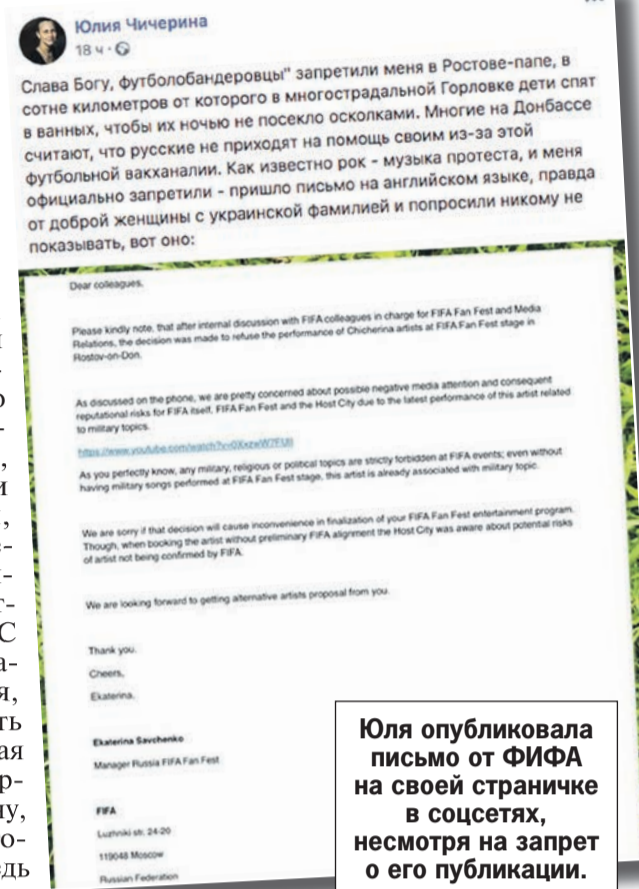 Юлия Чичерина
18 ч ·
Слава Богу, футболобандеровцы" запретили меня в Ростове-папе, в
сотне километров от которого в многострадальной Горловке дети спят
в ванных, чтобы их ночью не посекло осколками. Многие на Донбассе
считают, что русские не приходят на помощь своим из-за этой
футбольной вакханалии. Как известно рок - музыка протеста, и меня
официально запретили - пришло письмо на английском языке, правда
от доброй женщины с украинской фамилией и попросили никому не
показывать, вот оно:
Dear colleagues,
Please kindly note, that after internal discussion with FIFA colleagues in charge for FIFA Fan Fest and Media
Relations, the decision was made to refuse the performance of Chicherina artists at FIFA Fan Fest stage in
Rostov-on-Don.
As discussed on the phone, we are pretty concerned about possible negative media attention and consequent
reputational risks for FIFA itself, FIFA Fan Fest and the Host City due to the latest performance of this artist related
to military topics.
As you perfectly know, any military, religious or political topics are strictly forbidden at FIFA events; even without
having military songs performed at FIFA Fan Fest stage, this artist is already associated with military topic.
We are sorry if that decision will cause inconvenience in finalization of your FIFA Fan Fest entertainment program.
Though, when booking the artist without preliminary FIFA alignment the Host City was aware about potential risks
of artist not being confirmed by FIFA.
We are looking forward to getting alternative artists proposal from you.
Thank you.
Cheers,
Ekaterina.
Ekaterina Savchenko
Manager Russia FIFA Fan Fest
FIFA
Luzhniki str. 24-20
119048 Moscow
Russian Federation
Юля опубликовала
письмо от ФИФА
на своей страничке
в соцсетях,
несмотря на запрет
о его публикации.